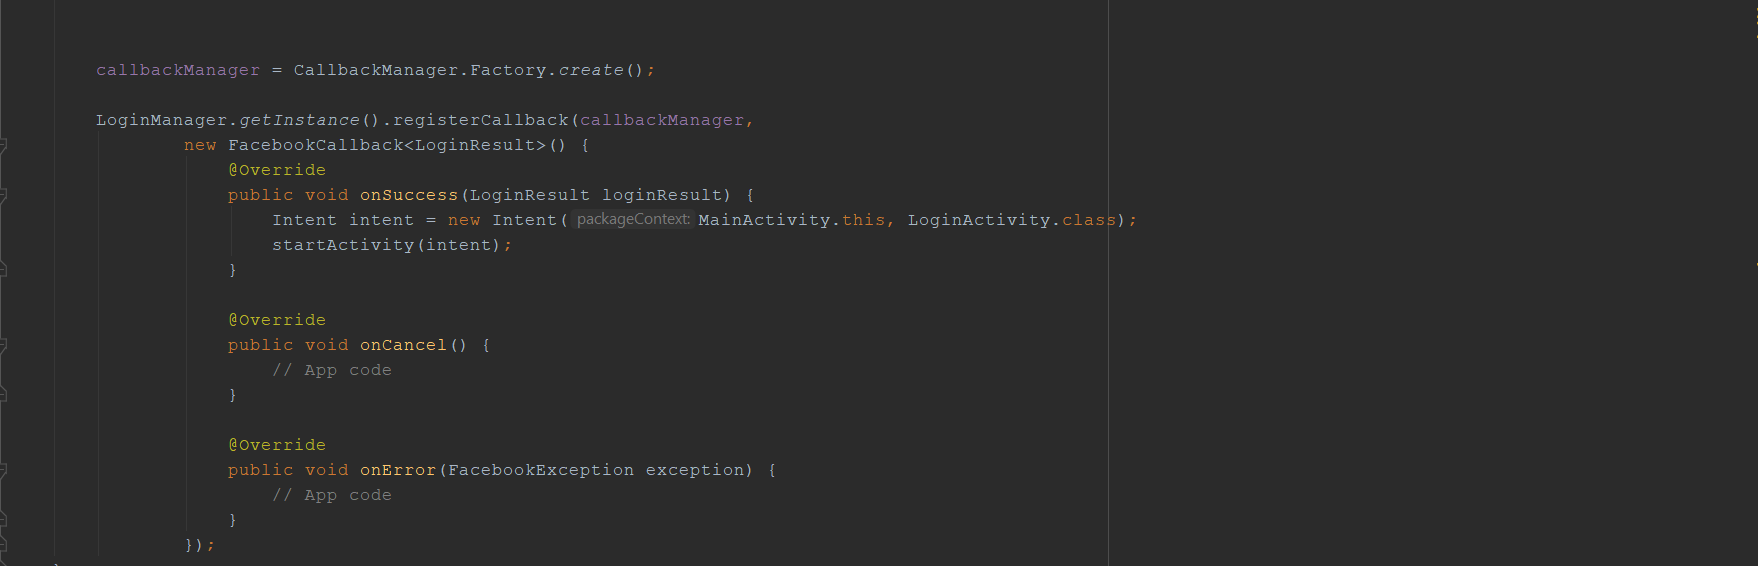 callbackManager = CallbackManager.Factory.create();
LoginManager.getInstance().registerCallback(callbackManager,
new FacebookCallback<LoginResult>() {
@Override
public void onSuccess(LoginResult loginResult) {
Intent intent = new Intent( packageContext: MainActivity.this, LoginActivity.class);
startActivity(intent);
}
@Override
public void onCancel() {
// App code
}
@Override
public void onError(FacebookException exception) {
// App code
}
});